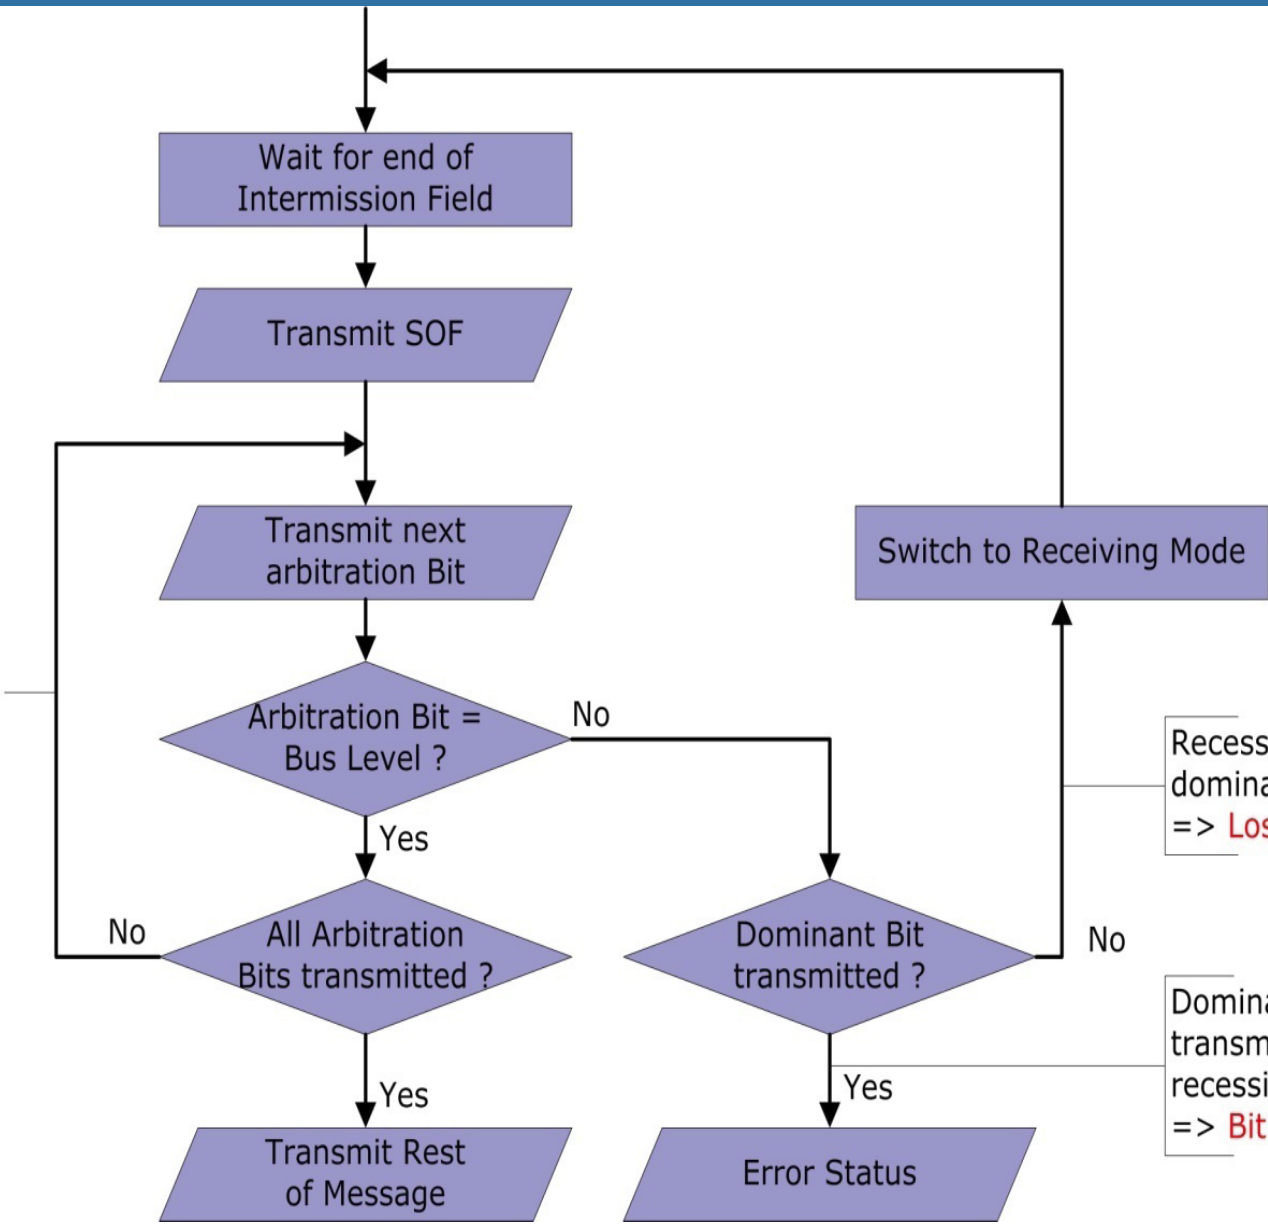 Wait for end of
Intermission Field
Transmit SOF
Transmit next
arbitration Bit
Switch to Receiving Mode
Arbitration Bit =
Bus Level ?
No
Yes
All Arbitration
Bits transmitted ?
No
Yes
Dominant Bit
transmitted ?
No
Yes
=>
=> Bit
Transmit Rest
of Message
Error Status